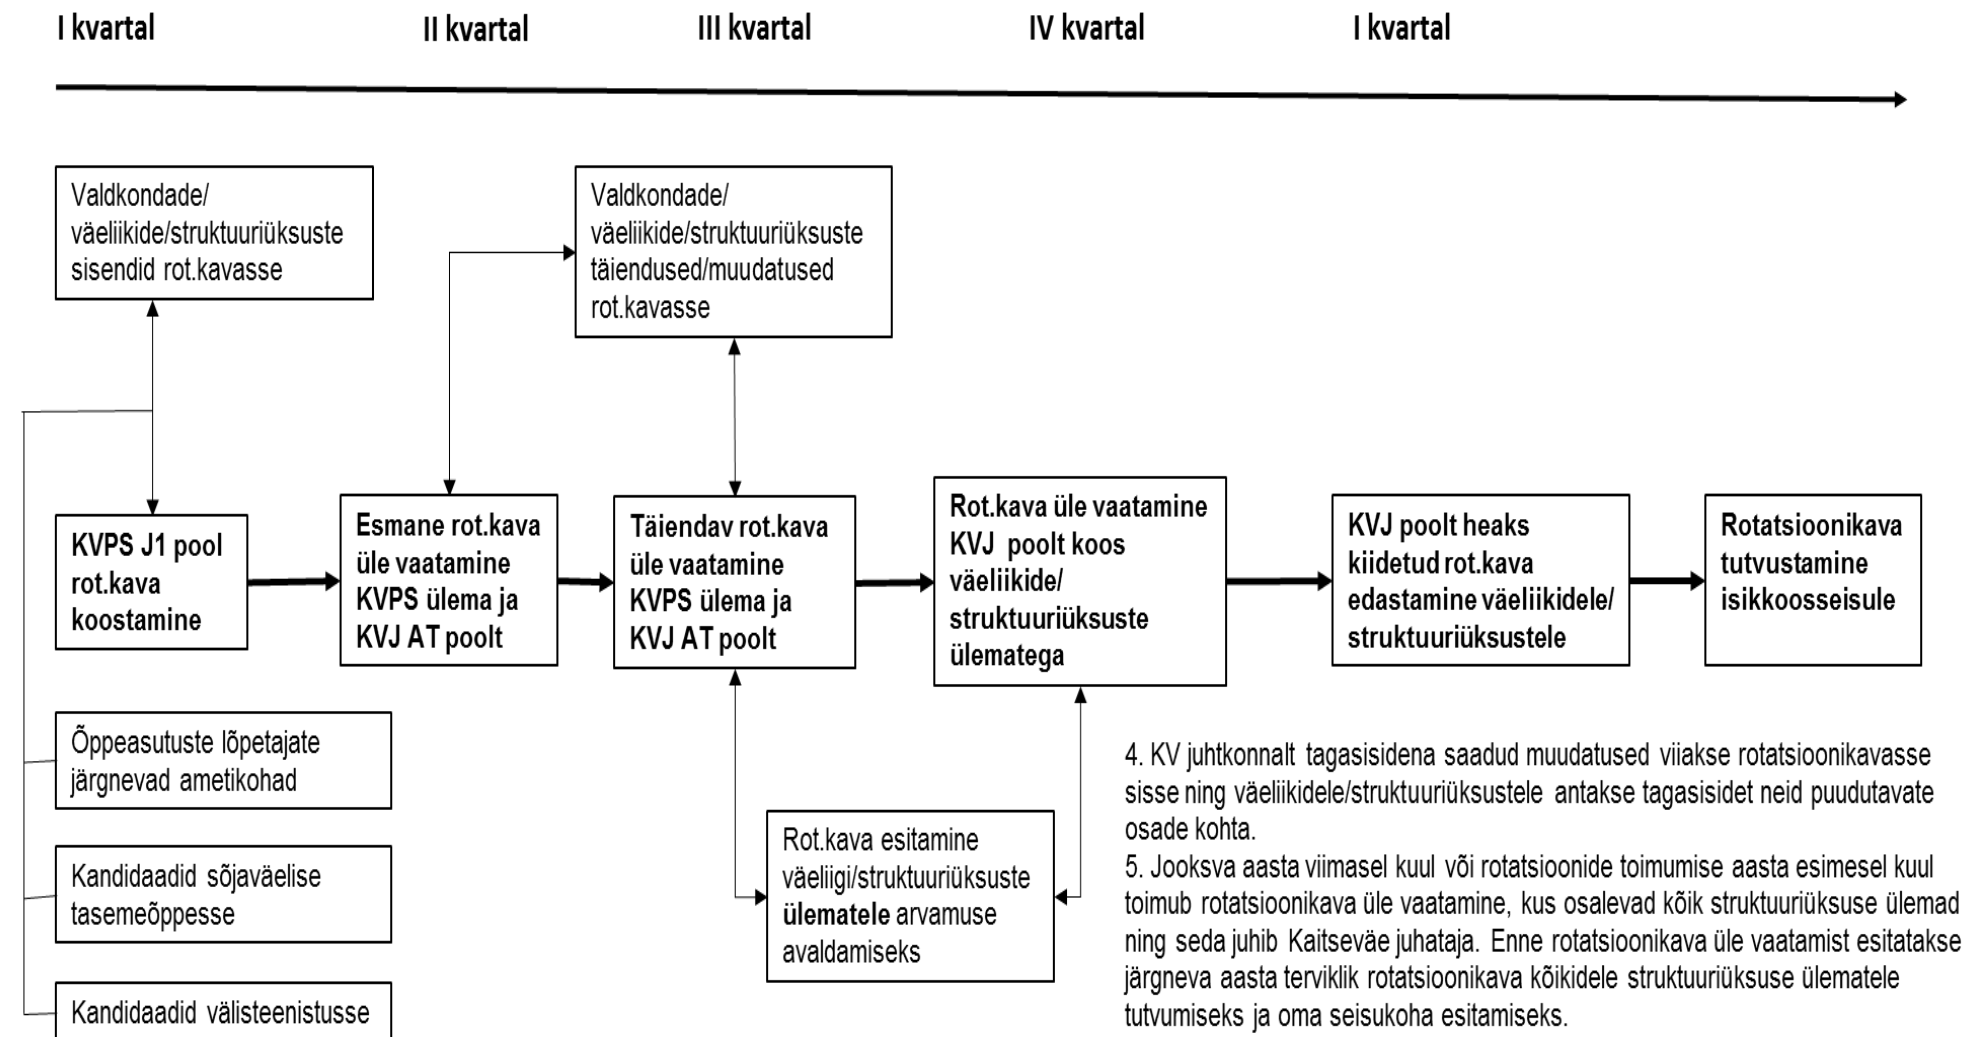 I kvartal
II kvartal
III kvartal
IV kvartal
I kvartal
Valdkondade/
väeliikide/struktuuriüksuste
sisendid rot.kavasse
Valdkondade/
väeliikide/struktuuriüksuste
täiendused/muudatused
rot.kavasse
KVPS J1 pool
rot.kava
koostamine
Esmane rot.kava
üle vaatamine
KVPS ülema ja
KVJ AT poolt
Täiendav rot.kava
üle vaatamine
KVPS ülema ja
KVJ AT poolt
Rot.kava üle vaatamine
KVJ poolt koos
väeliikide/
struktuuriüksuste
ülematega
KVJ poolt heaks
kiidetud rot.kava
edastamine väeliikidele/
struktuuriüksustele
Rotatsioonikava
tutvustamine
isikkoosseisule
Õppeasutuste lõpetajate
järgnevad ametikohad
Kandidaadid sõjaväelise
tasemeõppesse
Kandidaadid välisteenistusse
Rot.kava esitamine
väeliigi/struktuuriüksuste
ülematele arvamuse
avaldamiseks
4. KV juhtkonnalt tagasisidena saadud muudatused viiakse rotatsioonikavasse
sisse ning väeliikidele/struktuuriüksustele antakse tagasisidet neid puudutavate
osade kohta.
5. Jooksva aasta viimasel kuul või rotatsioonide toimumise aasta esimesel kuul
toimub rotatsioonikava üle vaatamine, kus osalevad kõik struktuuriüksuse ülemad
ning seda juhib Kaitseväe juhataja. Enne rotatsioonikava üle vaatamist esitatakse
järgneva aasta terviklik rotatsioonikava kõikidele struktuuriüksuse ülematele
tutvumiseks ja oma seisukoha esitamiseks.